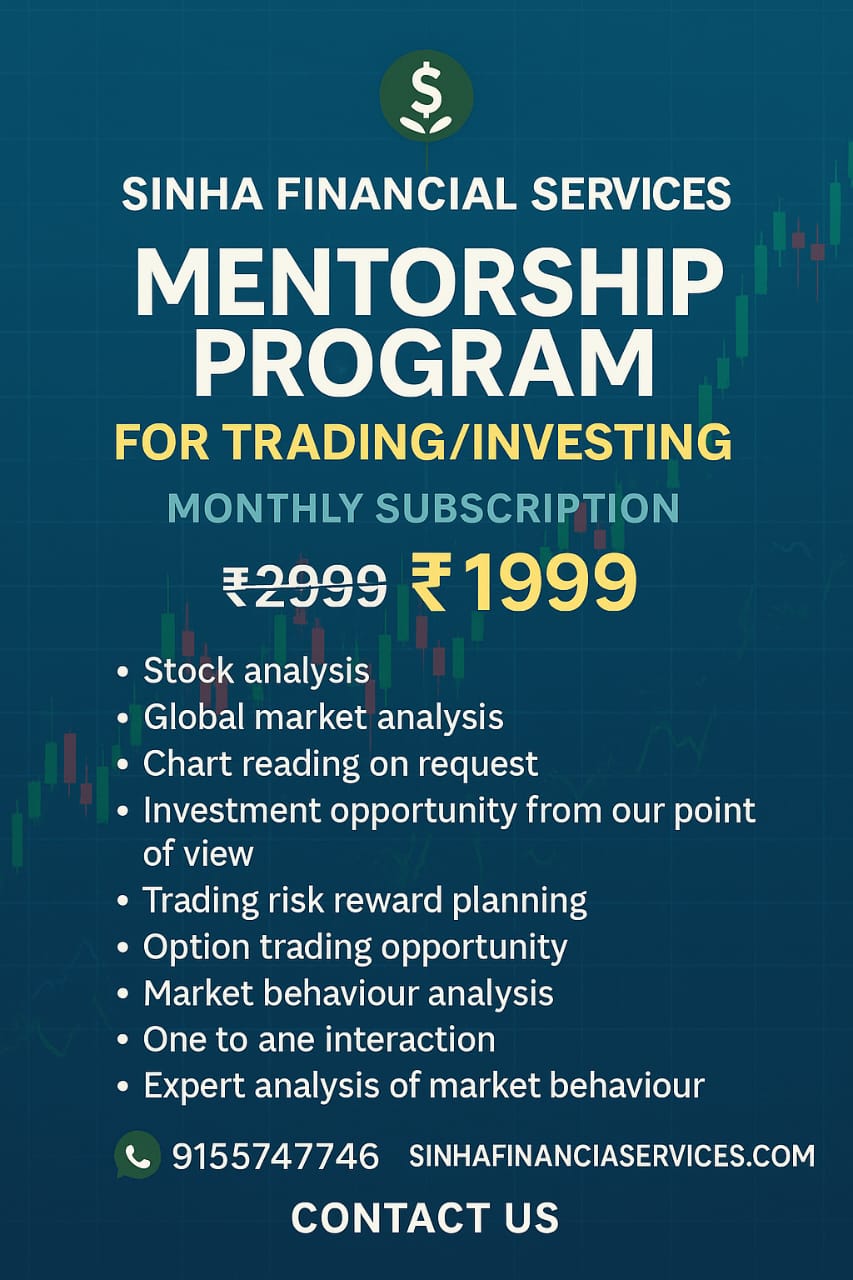 $
SINHA FINANCIAL SERVICES
MENTORSHIP
PROGRAM
FOR TRADING/INVESTING
MONTHLY SUBSCRIPTION
₹2999 ₹1999
• Stock analysis
• Global market analysis
• Chart reading on request
• Investment opportunity from our point
of view
• Trading risk reward planning
• Option trading opportunity
• Market behaviour analysis
• One to ane interaction
• Expert analysis of market behaviour
9155747746 SINHAFINANCIASERVICES.COM
CONTACT US